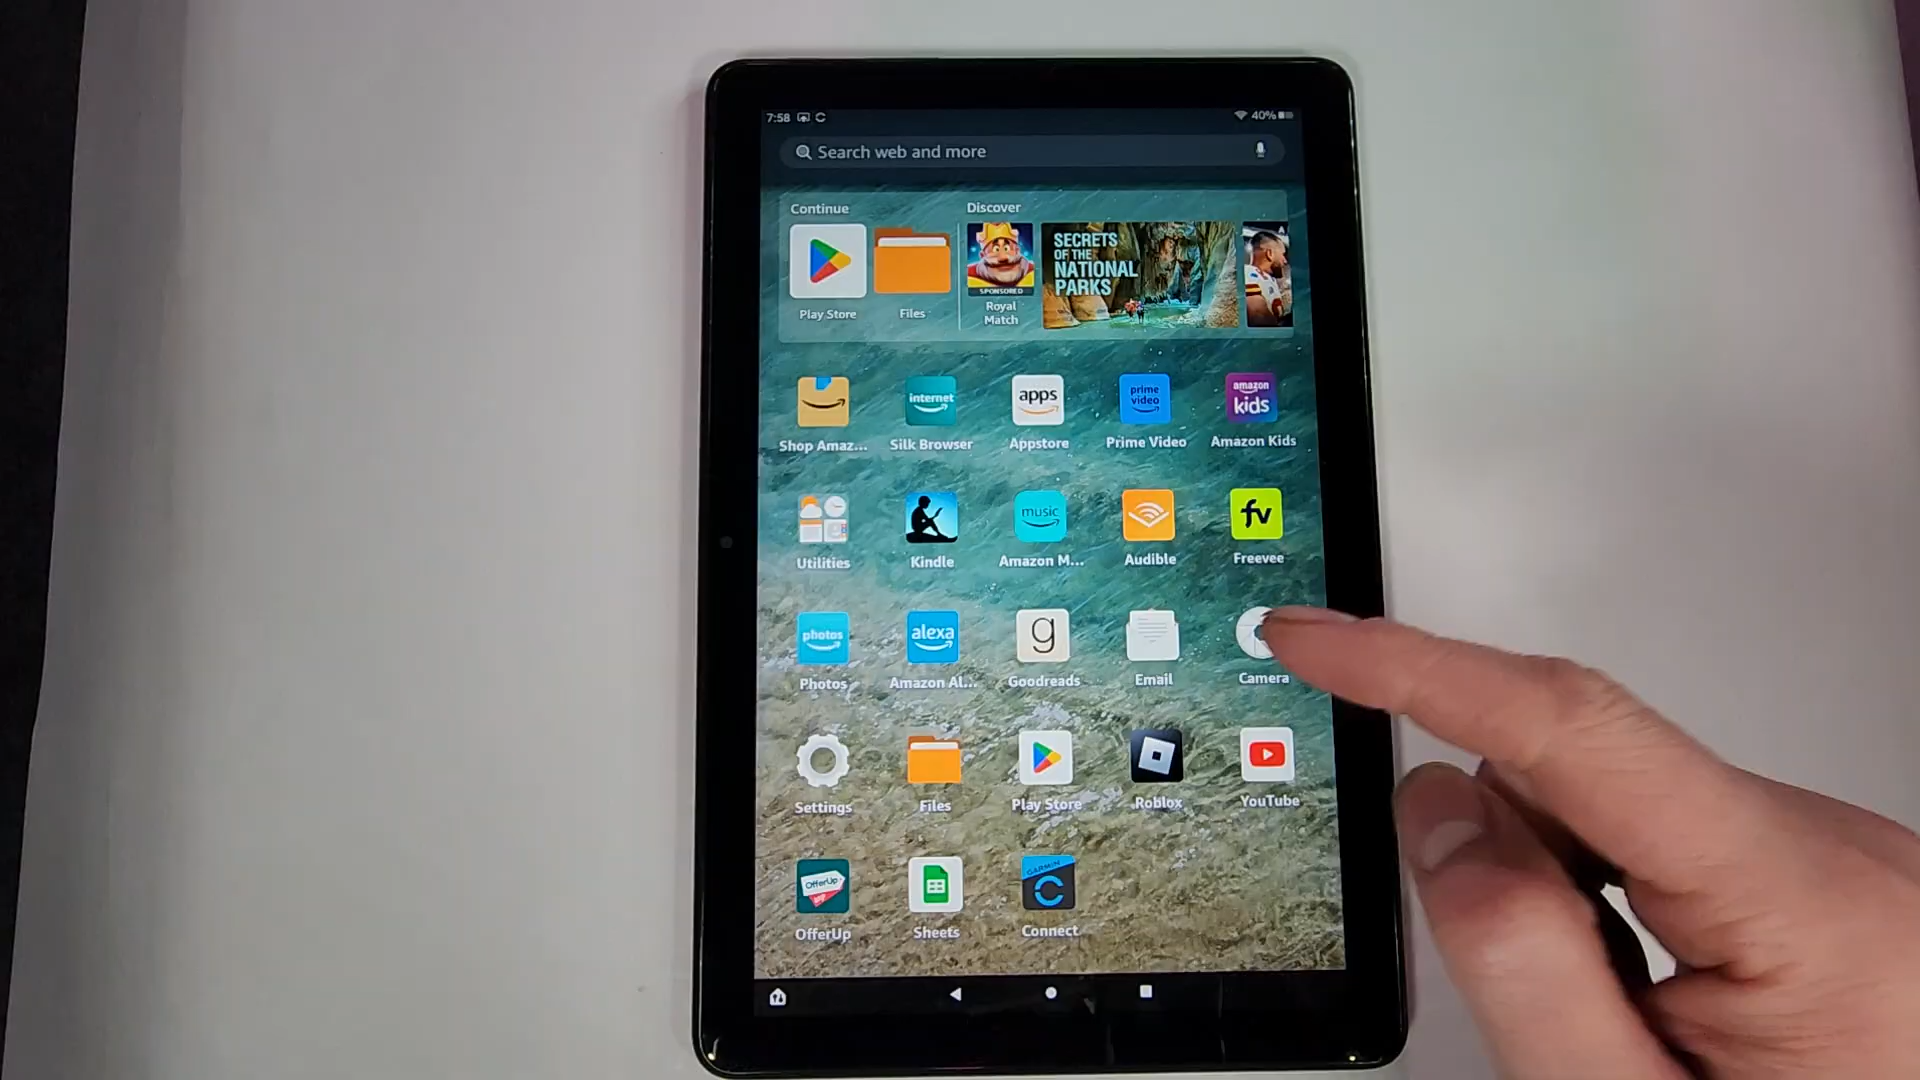 7:58
40%
Search web and more
Continue
Discover
SECRETS
OF THE
NATIONAL
PARKS
SPONSORED
Play Store
Files
Royal
Match
internet
apps
prime
video
amazon
kids
Shop Amaz...
Silk Browser
Appstore
Prime Video
Amazon Kids
music
fv
Utilities
Kindle
Amazon M...
Audible
Freevee
photos
alexa
g
Photos
Amazon Al...
Goodreads
Email
Camera
Settings
Files
Play Store
Roblox
YouTube
OfferUp
GARMIN
OfferUp
Sheets
Connect